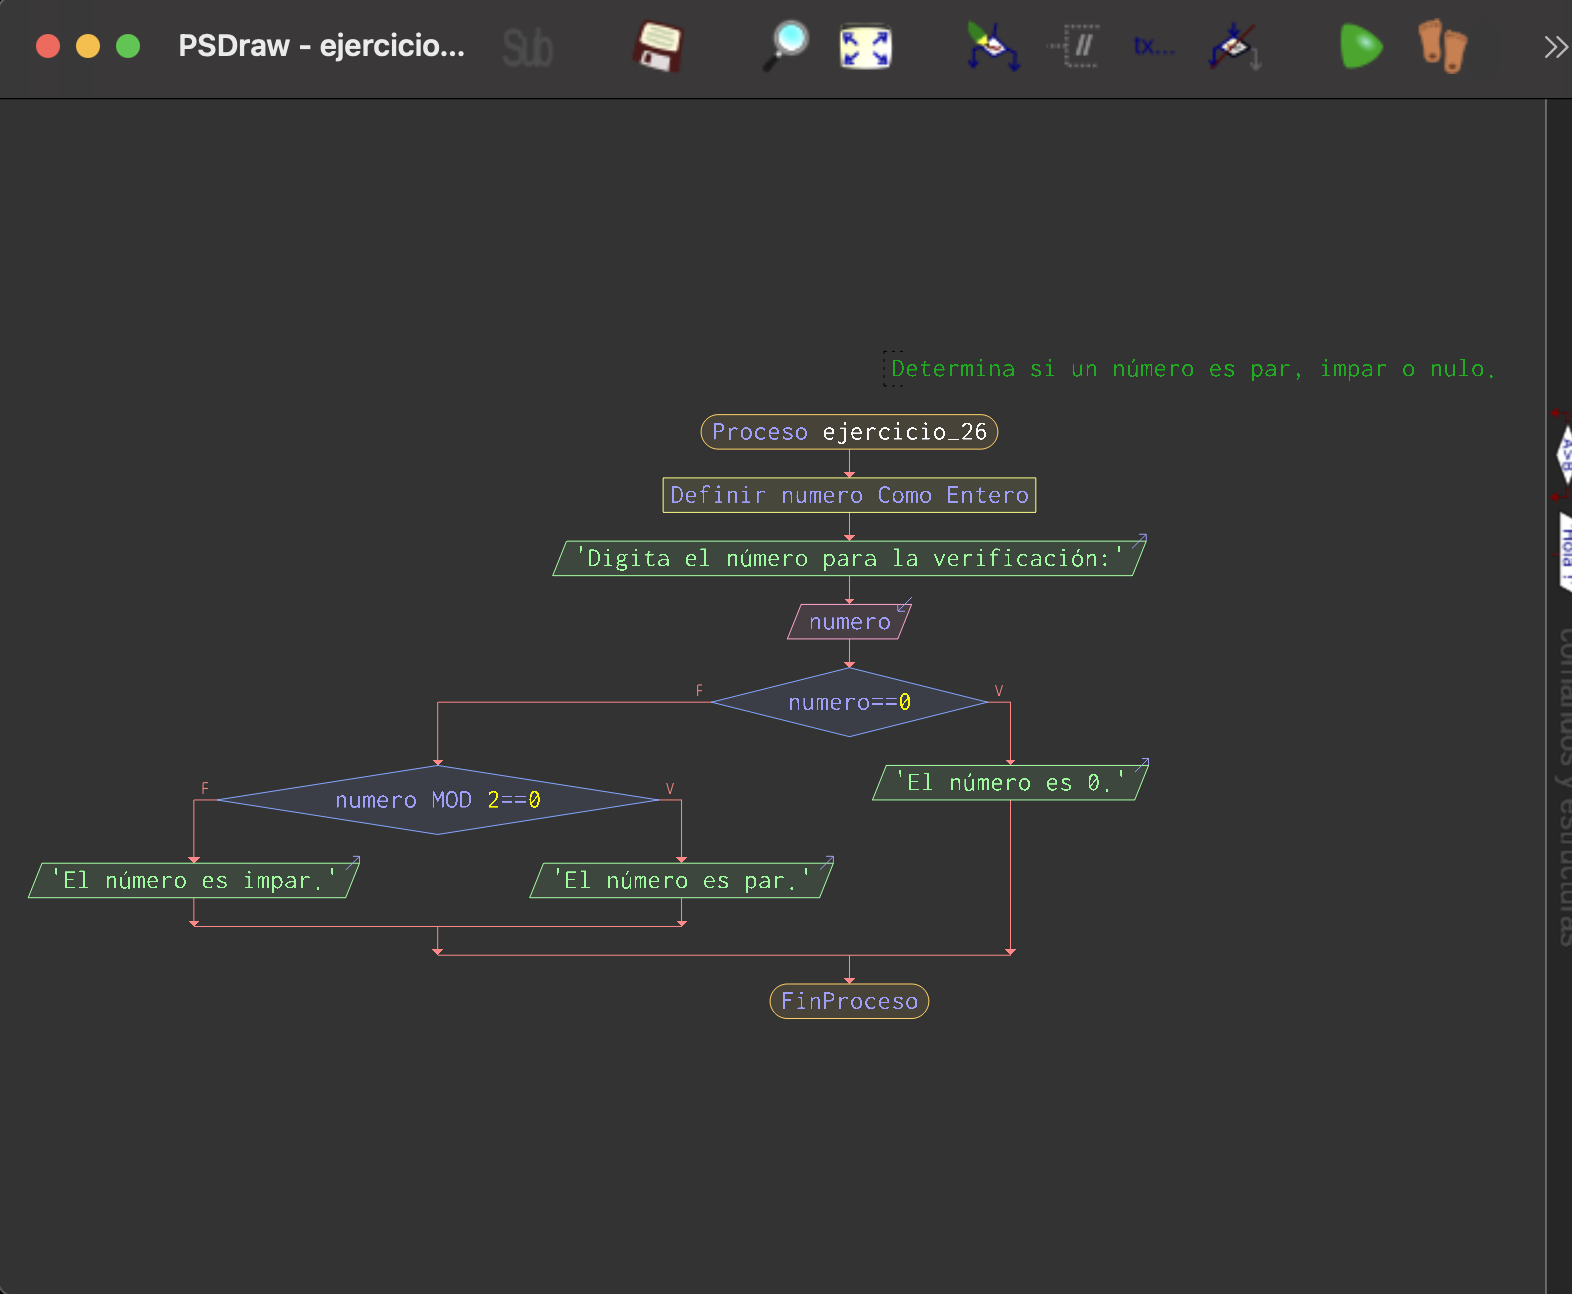 PSDraw - ejercicio...
Sub
//
tx...
Determina si un número es par, impar o nulo.
Proceso ejercicio_26
Definir numero Como Entero
'Digita el número para la verificación:'
numero
F
V
numero==0
F
V
'El número es 0.'
numero MOD 2==0
'El número es impar.'
'El número es par.'
FinProceso
A>B
'Hola !'
comandos y estructuras